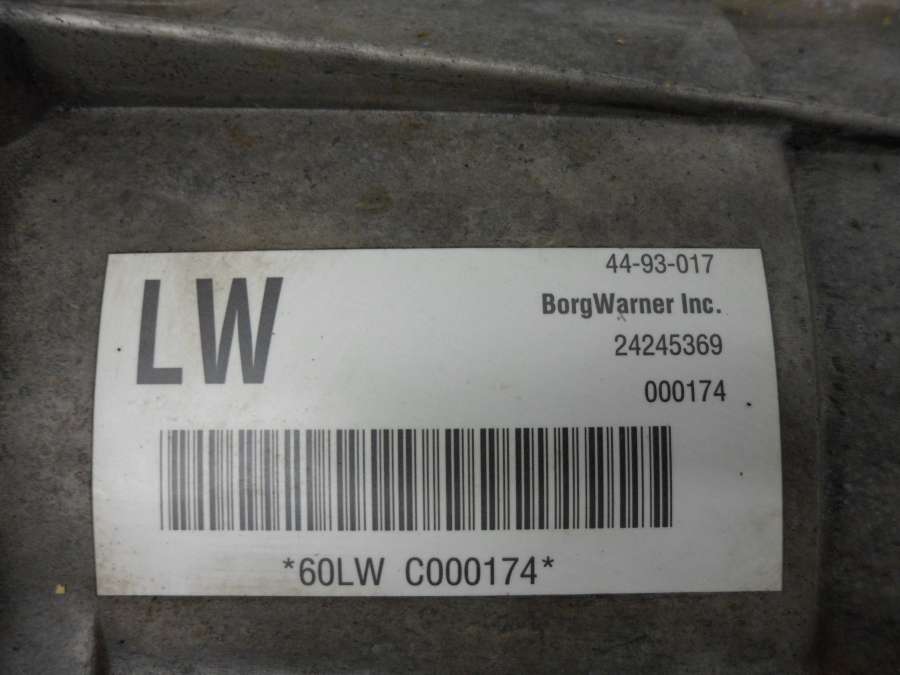 LW
44-93-017
BorgWarner Inc.
24245369
000174
*60LW C000174*